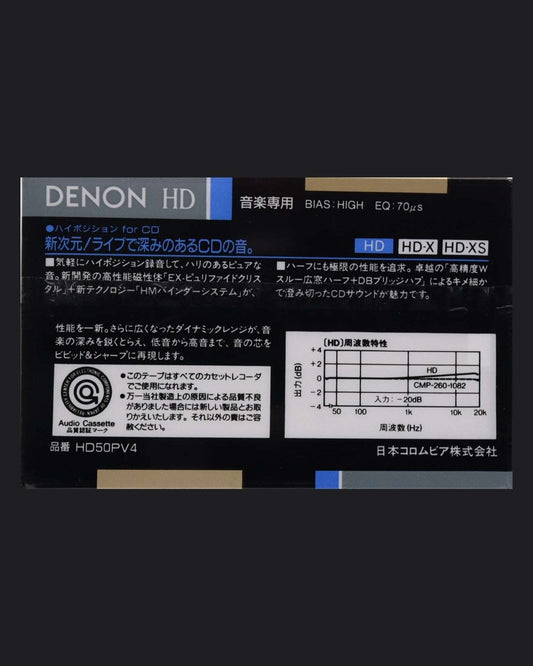 DENON HD
音楽専用 BIAS:HIGH EQ:70μs
●ハイポジション for CD
新次元!ライブで深みのあるCDの音。
HD HD-X HD-XS
■気軽にハイポジション録音して、ハリのあるピュアな
音。新開発の高性能磁性体「EX-ピュリファイドクリス
タル」+新テクノロジー「HMバインダーシステム」が、
性能を一新。さらに広くなったダイナミックレンジが、音
楽の深みを鋭くとらえ、低音から高音まで、音の芯を
ビビッド&シャープに再現します。
■ハーフにも極限の性能を追求。卓越の「高精度W
スルー広窓ハーフ+DBブリッジハブ」によるキメ細か
で澄み切ったCDサウンドが魅力です。
Audio Cassette
品質認証マーク
●このテープはすべてのカセットレコーダ
でご使用になれます。
●万一当社製造上の原因による品質不良
がありました場合には新しい製品とお取
りかえいたします。それ以外の責はご容
赦ください。
品番 HD50PV4
〔HD〕周波数特性
出力(dB)
+4
+2
0
−2
−4
HD
CMP-260-1082
入力:−20dB
50 100 1k 10k 20k
周波数(Hz)
日本コロムビア株式会社